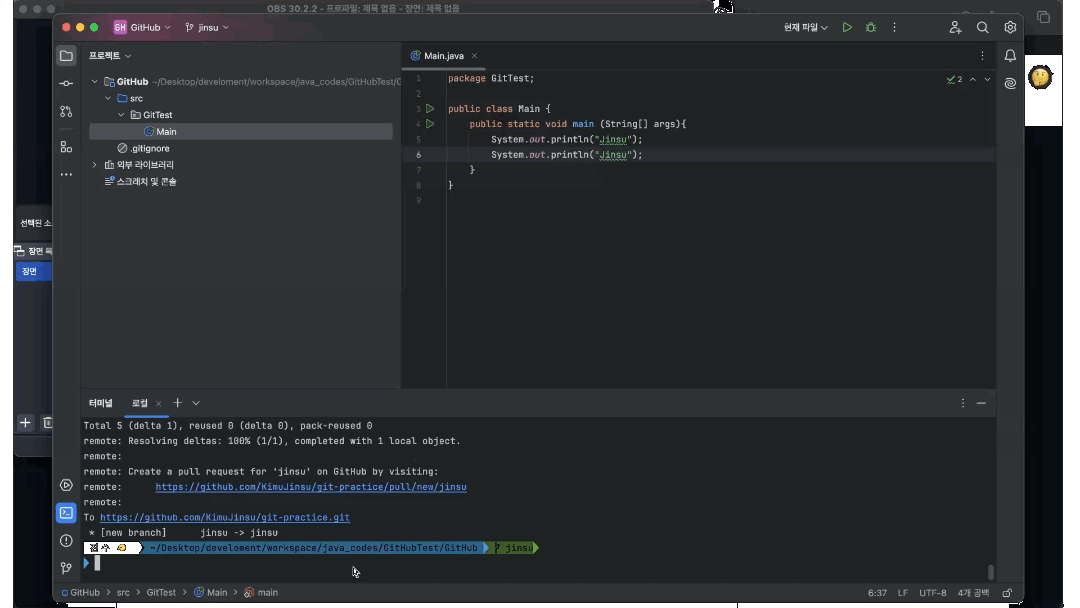 OBS 30.2.2 - 프로파일: 제목 없음 - 장면: 제목 없음
GH GitHub jinsu 현재 파일
프로젝트
Main.java
GitHub ~/Desktop/develoment/workspace/java_codes/GitHubTest/G
src
GitTest
Main
.gitignore
외부 라이브러리
스크래치 및 콘솔
1 package GitTest;
2
3 public class Main {
4 public static void main (String[] args){
5 System.out.println("Jinsu");
6 System.out.println("Jinsu");
7 }
8 }
9
2
선택된 소
장면 목
장면
터미널 로컬
Total 5 (delta 1), reused 0 (delta 0), pack-reused 0
remote: Resolving deltas: 100% (1/1), completed with 1 local object.
remote:
remote: Create a pull request for 'jinsu' on GitHub by visiting:
remote: https://github.com/KimuJinsu/git-practice/pull/new/jinsu
remote:
To https://github.com/KimuJinsu/git-practice.git
* [new branch] jinsu -> jinsu
~/Desktop/develoment/workspace/java_codes/GitHubTest/GitHub jinsu
GitHub > src > GitTest > Main > main 6:37 LF UTF-8 4개 공백